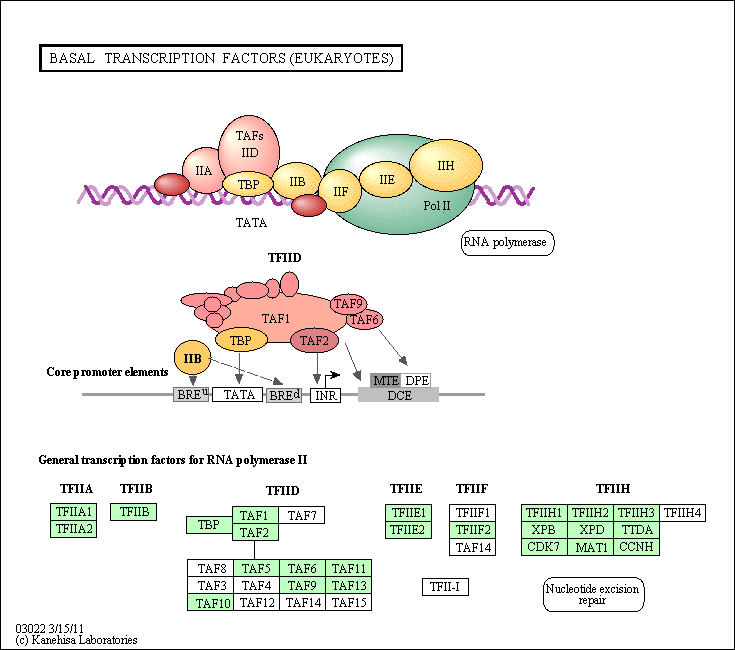 BASAL TRANSCRIPTION FACTORS (EUKARYOTES)
TAFs
IID
IIA
TBP
IIB
IIF
IIE
IIH
Pol II
TATA
RNA polymerase
TFIID
TAF9
TAF1
TAF6
TBP
TAF2
IIB
Core promoter elements
MTE DPE
BREu TATA BREd INR DCE
General transcription factors for RNA polymerase II
TFIIA TFIIB TFIID TFIIE TFIIF TFIIH
TFIIA1 TFIIB TAF1 TAF7 TFIIE1 TFIIF1 TFIIH1 TFIIH2 TFIIH3 TFIIH4
TFIIA2 TBP TAF2 TFIIE2 TFIIF2 XPB XPD TTDA
TAF14 CDK7 MAT1 CCNH
TAF8 TAF5 TAF6 TAF11
TAF3 TAF4 TAF9 TAF13
TAF10 TAF12 TAF14 TAF15
TFII-I
Nucleotide excision
repair
03022 3/15/11
(c) Kanehisa Laboratories